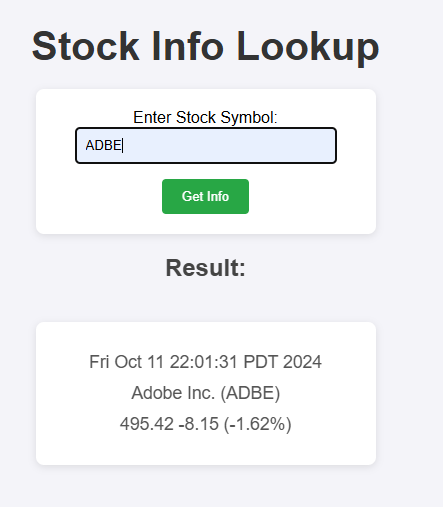 Stock Info Lookup
Enter Stock Symbol:
ADBE
Get Info
Result:
Fri Oct 11 22:01:31 PDT 2024
Adobe Inc. (ADBE)
495.42 -8.15 (-1.62%)